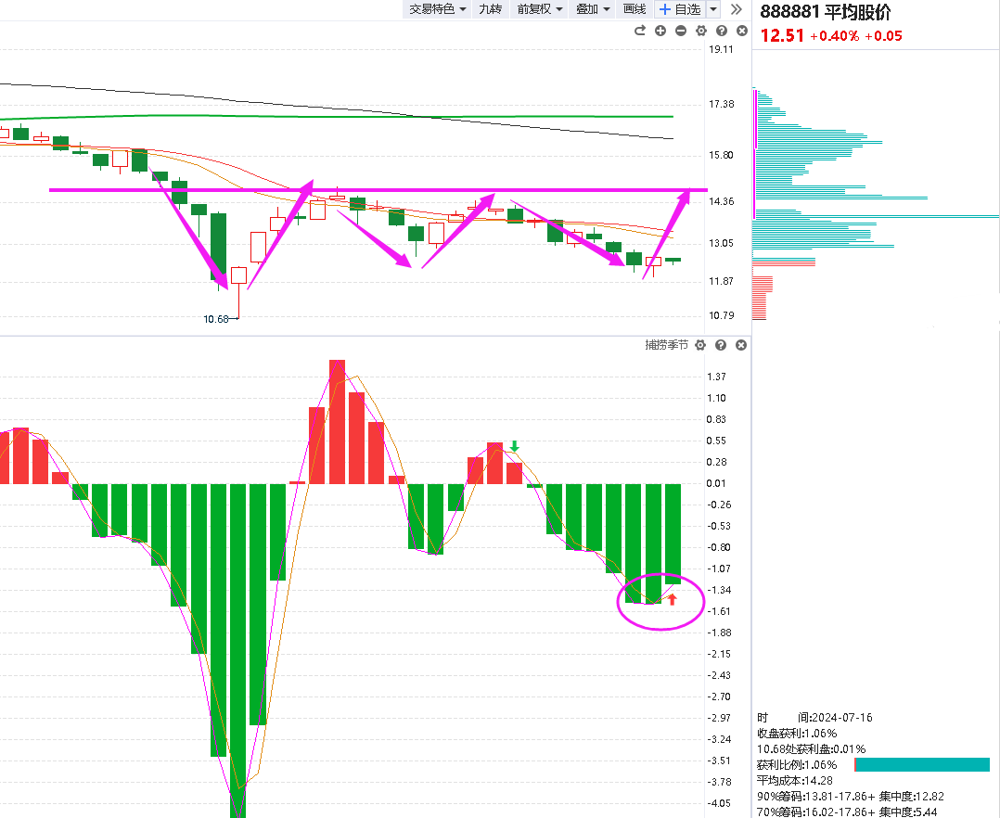 交易特色 九转 前复权 叠加 画线 + 自选
888881 平均股价
12.51 +0.40% +0.05
19.11
17.38
15.80
14.36
13.05
11.87
10.79
10.68
捕捞季节
1.37
1.10
0.83
0.55
0.28
0.01
-0.26
-0.53
-0.80
-1.07
-1.34
-1.61
-1.88
-2.15
-2.43
-2.70
-2.97
-3.24
-3.51
-3.78
-4.05
时 间:2024-07-16
收盘获利:1.06%
10.68处获利盘:0.01%
获利比例:1.06%
平均成本:14.28
90%筹码:13.81-17.86+ 集中度:12.82
70%筹码:16.02-17.86+ 集中度:5.44